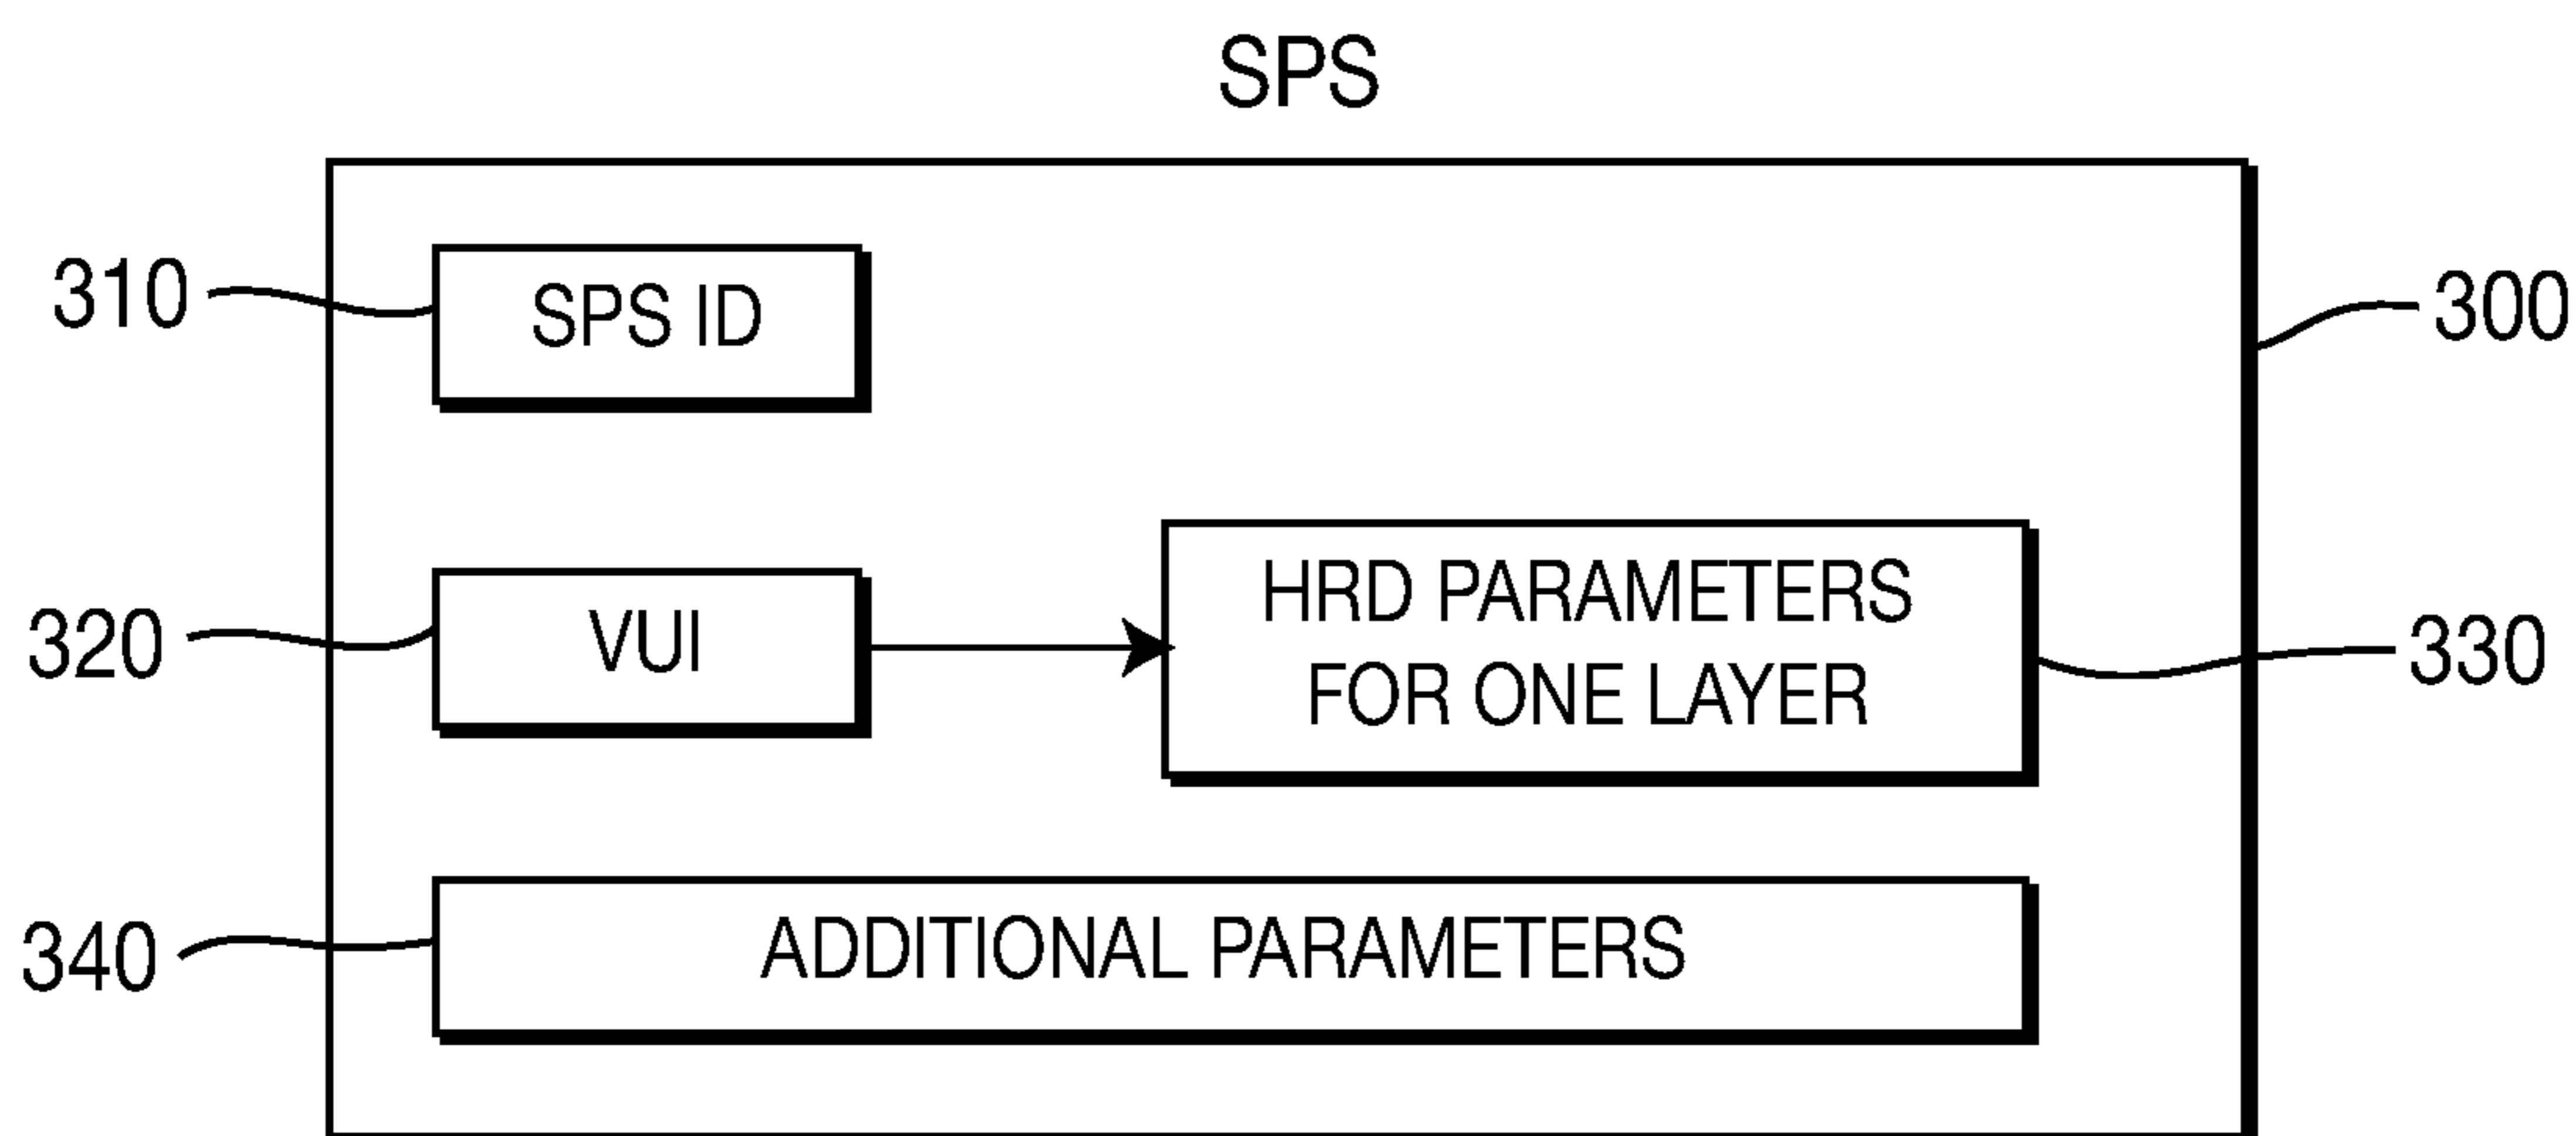 SPS
310
SPS ID
300
320
VUI
HRD PARAMETERS
FOR ONE LAYER
330
340
ADDITIONAL PARAMETERS